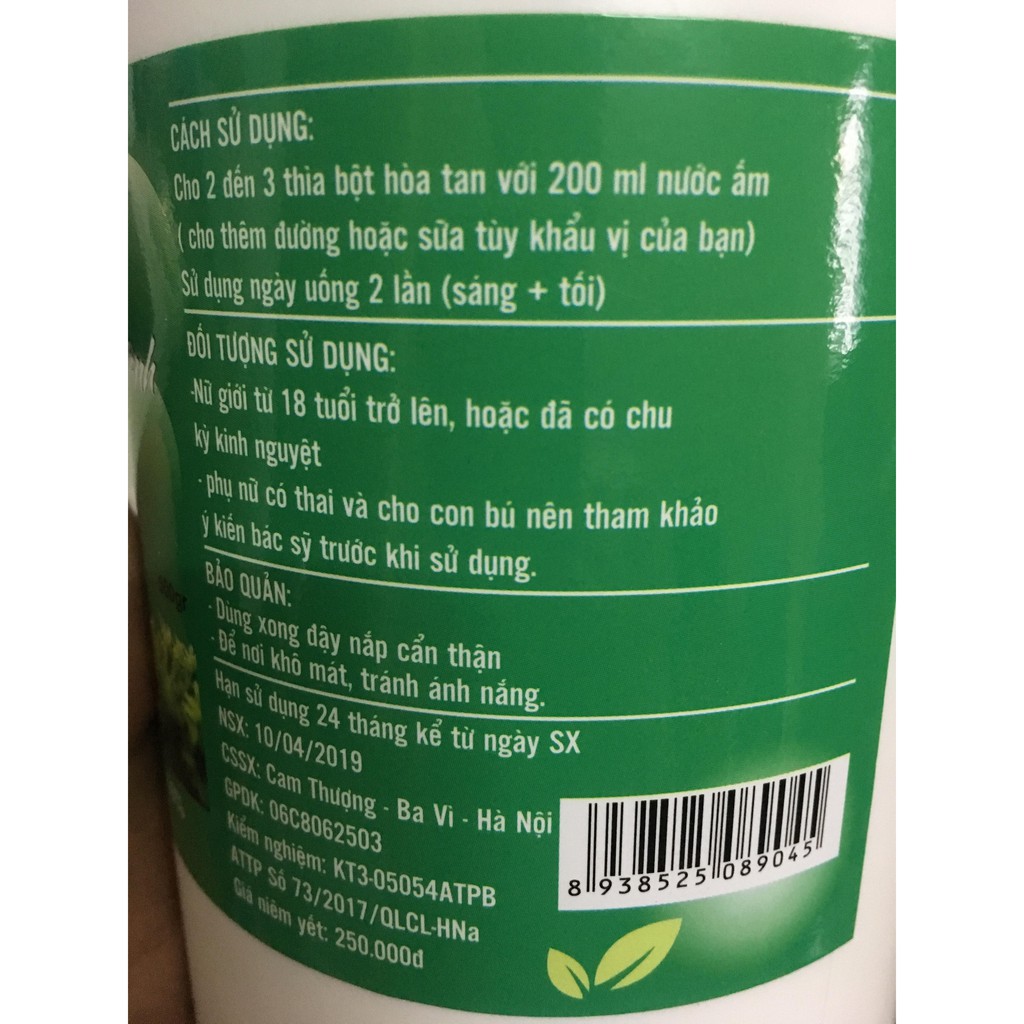 CÁCH SỬ DỤNG:
Cho 2 đến 3 thìa bột hòa tan với 200 ml nước ấm
( cho thêm đường hoặc sữa tùy khẩu vị của bạn)
Sử dụng ngày uống 2 lần (sáng + tối)
ĐỐI TƯỢNG SỬ DỤNG:
-Nữ giới từ 18 tuổi trở lên, hoặc đã có chu
kỳ kinh nguyệt
- phụ nữ có thai và cho con bú nên tham khảo
ý kiến bác sỹ trước khi sử dụng.
BẢO QUẢN:
- Dùng xong đậy nắp cẩn thận
- Để nơi khô mát, tránh ánh nắng.
Hạn sử dụng 24 tháng kể từ ngày SX
NSX: 10/04/2019
CSSX: Cam Thượng - Ba Vì - Hà Nội
GPDK: 06C8062503
Kiểm nghiệm: KT3-05054ATPB
ATTP Số 73/2017/QLCL-HNa
Giá niêm yết: 250.000đ
8 938525 089045